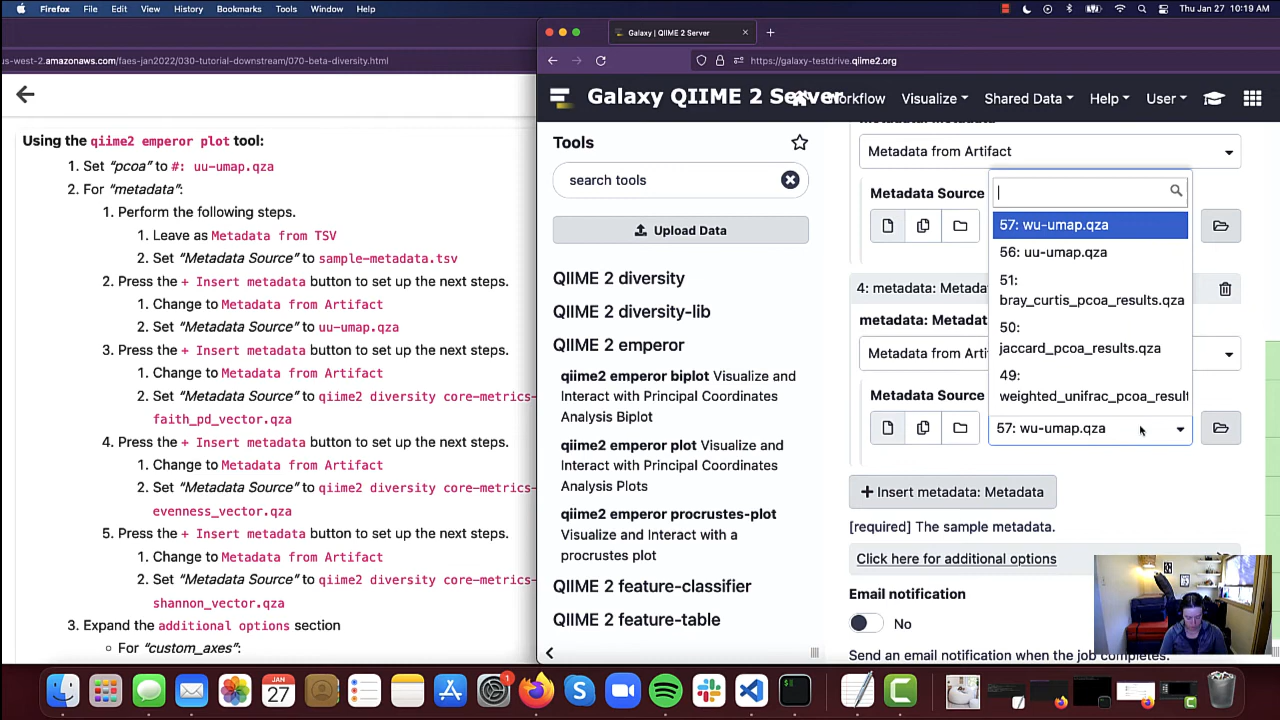 Firefox File Edit View History Bookmarks Tools Window Help Thu Jan 27 10:19 AM
Galaxy | QIIME 2 Server
us-west-2.amazonaws.com/faes-jan2022/030-tutorial-downstream/070-beta-diversity.html
https://galaxy-testdrive.qiime2.org
Galaxy QIIME 2 Server Workflow Visualize Shared Data Help User
Using the qiime2 emperor plot tool:
1. Set “pcoa” to #: uu-umap.qza
2. For “metadata”:
1. Perform the following steps.
1. Leave as Metadata from TSV
2. Set “Metadata Source” to sample-metadata.tsv
2. Press the + Insert metadata button to set up the next steps.
1. Change to Metadata from Artifact
2. Set “Metadata Source” to uu-umap.qza
3. Press the + Insert metadata button to set up the next steps.
1. Change to Metadata from Artifact
2. Set “Metadata Source” to qiime2 diversity core-metrics-
faith_pd_vector.qza
4. Press the + Insert metadata button to set up the next steps.
1. Change to Metadata from Artifact
2. Set “Metadata Source” to qiime2 diversity core-metrics-
evenness_vector.qza
5. Press the + Insert metadata button to set up the next steps.
1. Change to Metadata from Artifact
2. Set “Metadata Source” to qiime2 diversity core-metrics-
shannon_vector.qza
3. Expand the additional options section
For “custom_axes”:
Tools
search tools
Upload Data
QIIME 2 diversity
QIIME 2 diversity-lib
QIIME 2 emperor
qiime2 emperor biplot Visualize and
Interact with Principal Coordinates
Analysis Biplot
qiime2 emperor plot Visualize and
Interact with Principal Coordinates
Analysis Plots
qiime2 emperor procrustes-plot
Visualize and Interact with a
procrustes plot
QIIME 2 feature-classifier
QIIME 2 feature-table
Metadata from Artifact
Metadata Source
57: wu-umap.qza
56: uu-umap.qza
51:
bray_curtis_pcoa_results.qza
50:
jaccard_pcoa_results.qza
49:
weighted_unifrac_pcoa_result
4: metadata: Metada
metadata: Metadat
Metadata from Arti
Metadata Source
57: wu-umap.qza
Insert metadata: Metadata
[required] The sample metadata.
Click here for additional options
Email notification
No
Send an email notification when the job completes.
JAN
27
1